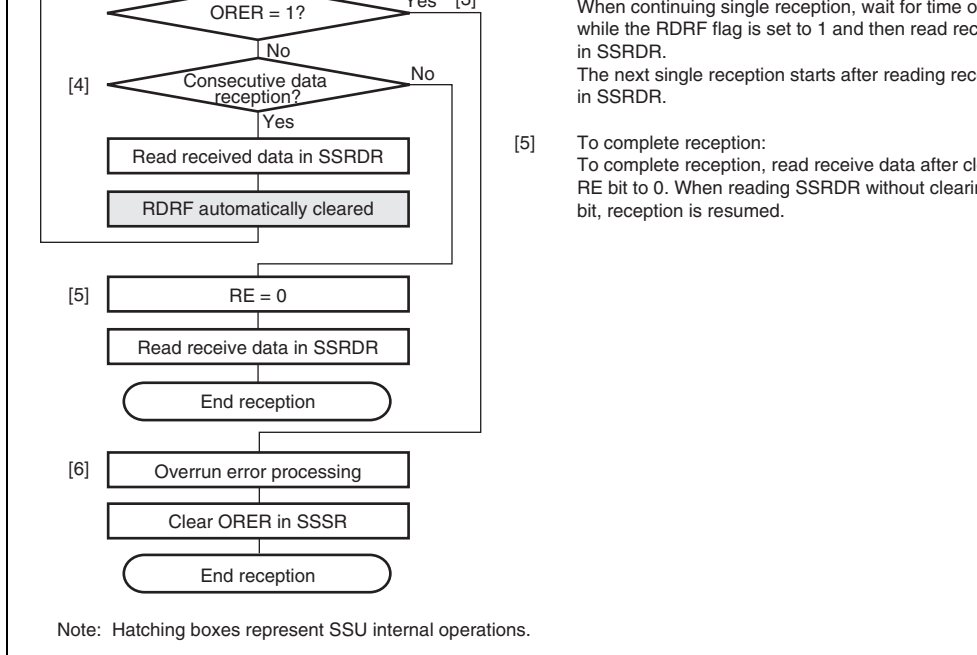 Yes [3]
ORER = 1?
No
[4]
Consecutive data
reception?
No
Yes
Read received data in SSRDR
RDRF automatically cleared
[5]
RE = 0
Read receive data in SSRDR
End reception
[6]
Overrun error processing
Clear ORER in SSSR
End reception
Note: Hatching boxes represent SSU internal operations.
When continuing single reception, wait for time
while the RDRF flag is set to 1 and then read
in SSRDR.
The next single reception starts after reading
in SSRDR.
[5] To complete reception:
To complete reception, read receive data after
RE bit to 0. When reading SSRDR without
bit, reception is resumed.